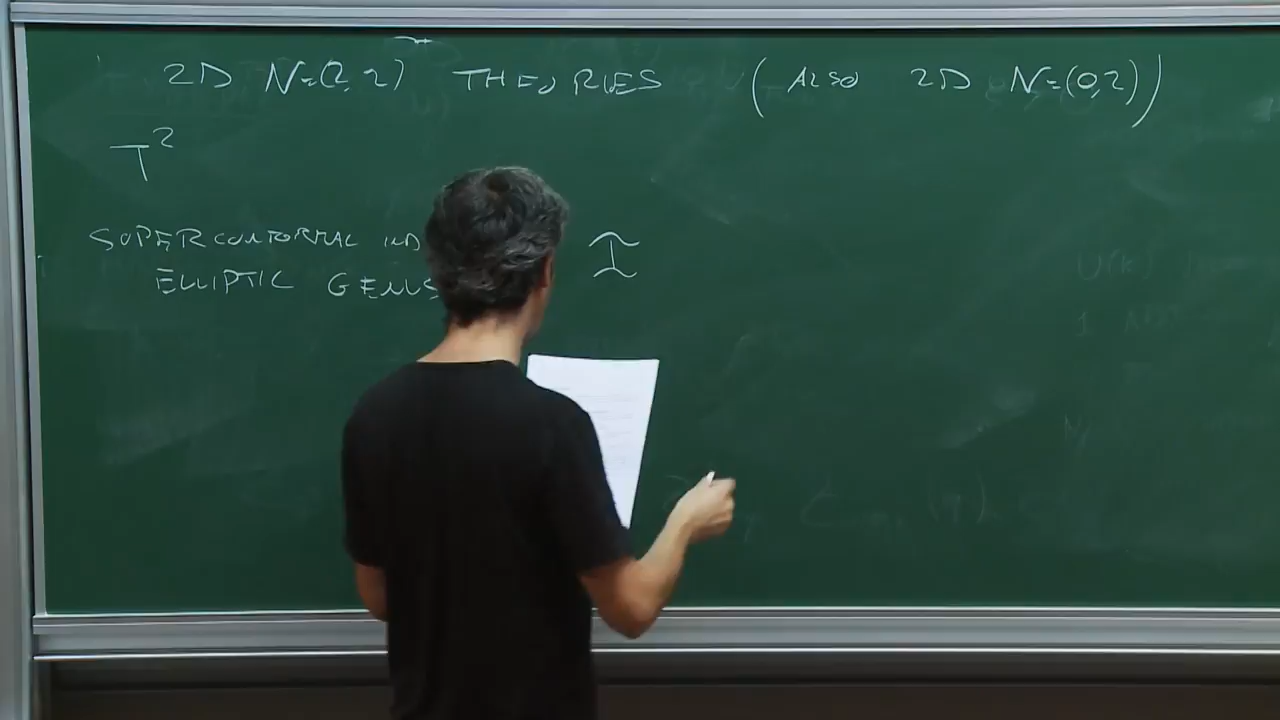 2D N=(2,2) THEORIES (ALSO 2D N=(0,2))
T²
SUPERCONFORMAL IND
ELLIPTIC GENUS
I